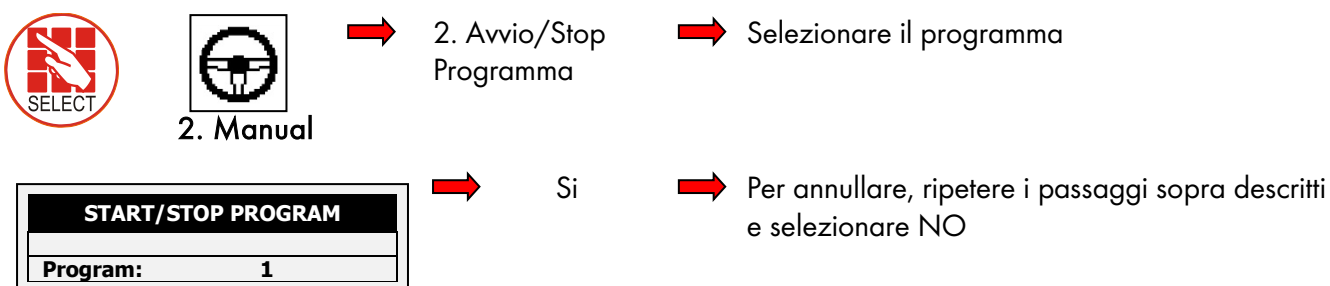 SELECT
2. Manual
2. Avvio/Stop
Programma
Selezionare il programma
START/STOP PROGRAM
Program: 1
Si
Per annullare, ripetere i passaggi sopra descritti
e selezionare NO